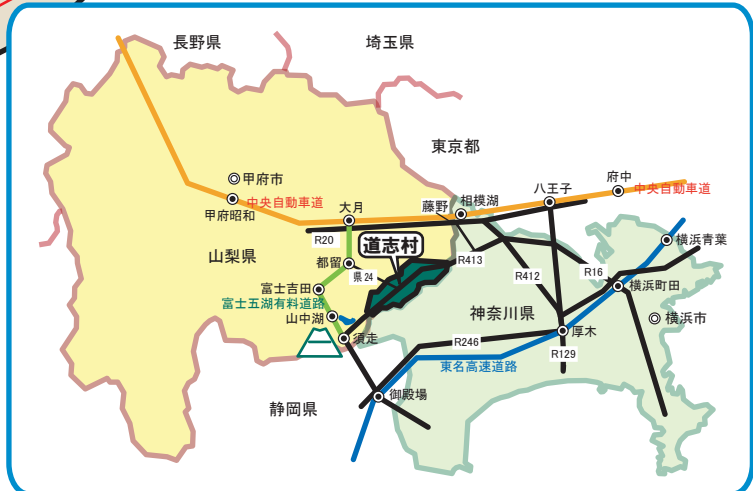 長野県
埼玉県
東京都
甲府市
中央自動車道
甲府昭和
大月
藤野
相模湖
八王子
府中
中央自動車道
R20
道志村
山梨県
都留
県24
R413
R412
R16
横浜青葉
富士吉田
富士五湖有料道路
山中湖
神奈川県
横浜町田
横浜市
須走
R246
厚木
R129
東名高速道路
静岡県
御殿場